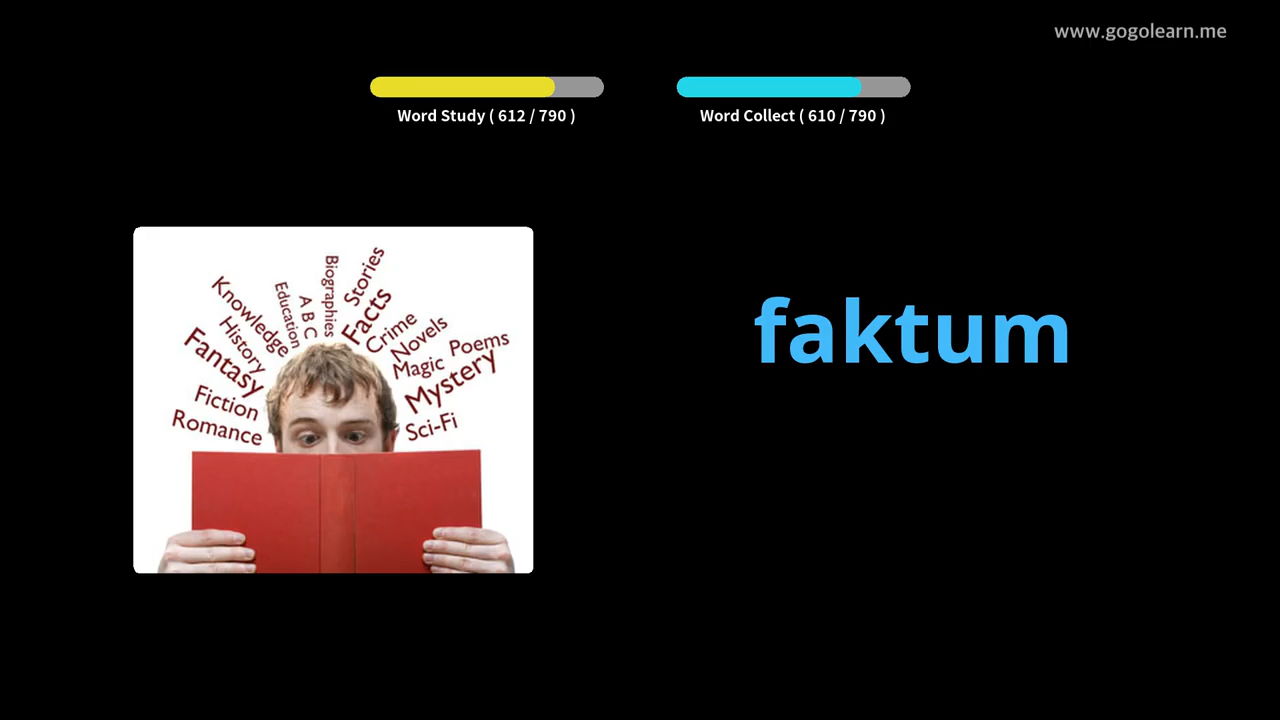 www.gogolearn.me
Word Study ( 612 / 790 )
Word Collect ( 610 / 790 )
faktum
Romance
Fiction
Fantasy
History
Knowledge
Education
A B C
Biographies
Stories
Facts
Crime
Novels
Magic
Poems
Mystery
Sci-Fi